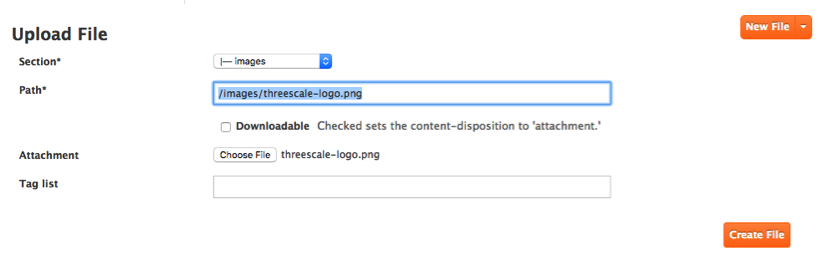 New File
Upload File
Section* |— images
Path* /images/threescale-logo.png
Downloadable Checked sets the content-disposition to 'attachment.'
Attachment Choose File threescale-logo.png
Tag list
Create File